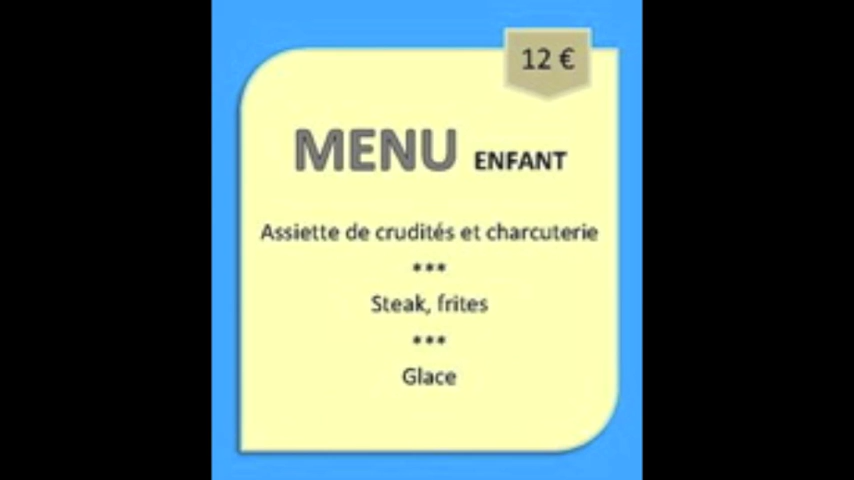 12 €
MENU ENFANT
Assiette de crudités et charcuterie
***
Steak, frites
***
Glace